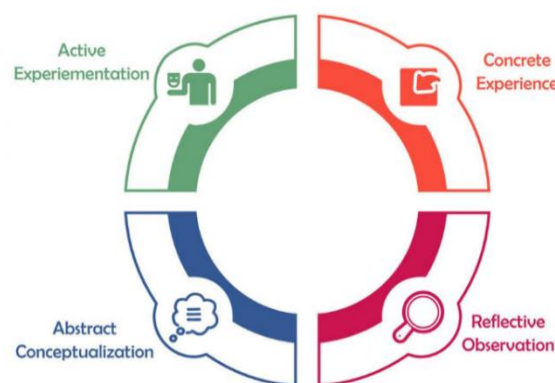 Active
Experiementation
Concrete
Experience
Abstract
Conceptualization
Reflective
Observation